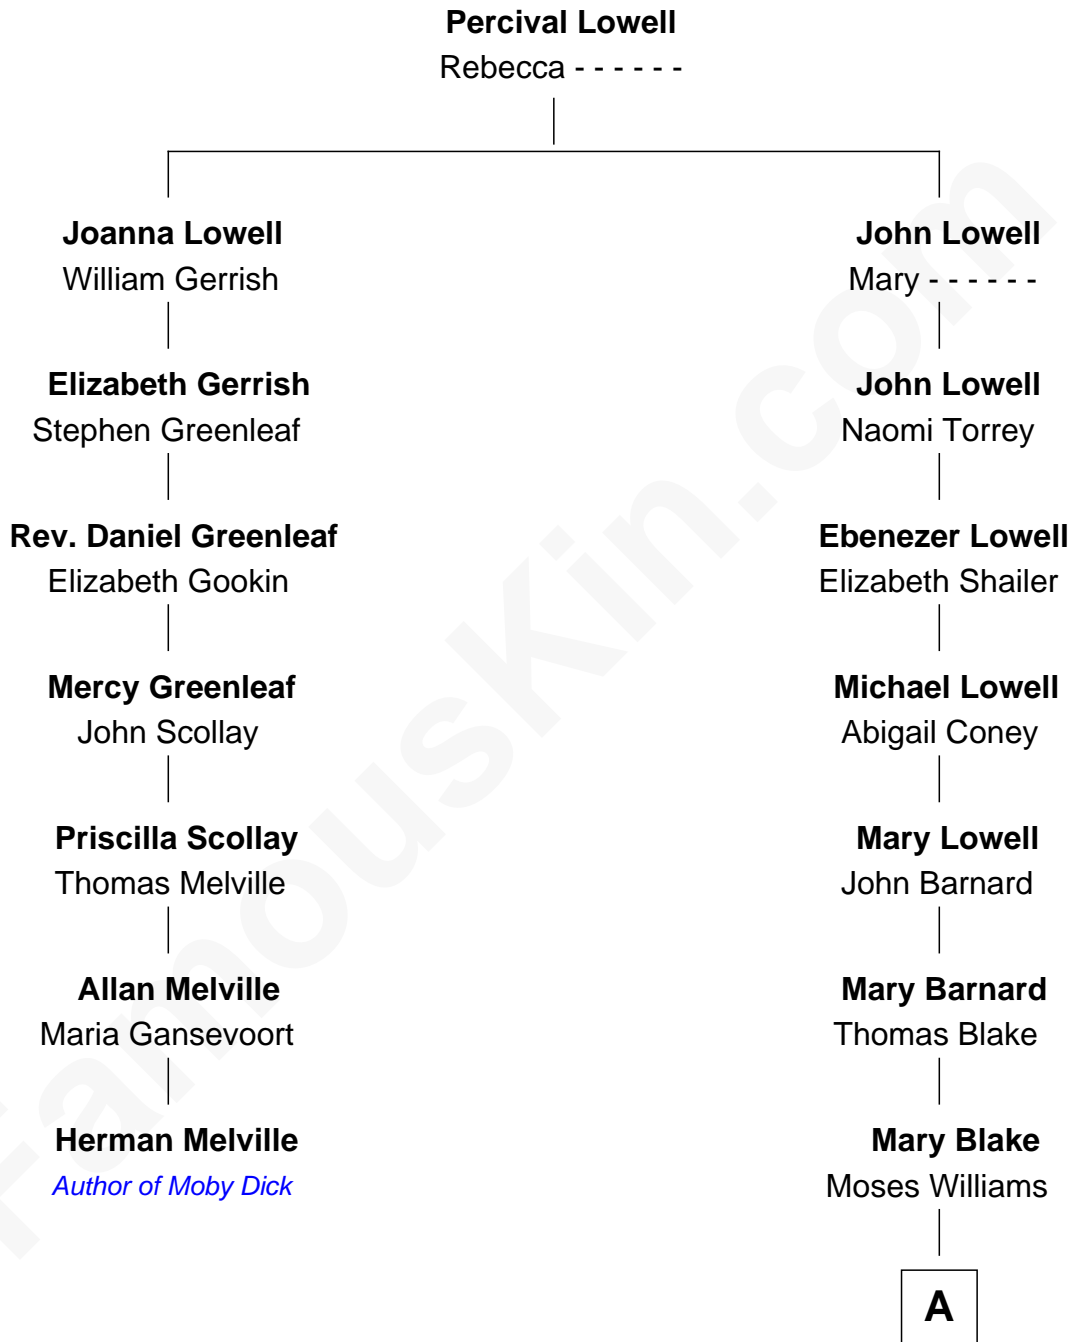 Percival Lowell
Rebecca - - - - - -
Joanna Lowell
William Gerrish
John Lowell
Mary - - - - - -
Elizabeth Gerrish
Stephen Greenleaf
John Lowell
Naomi Torrey
Rev. Daniel Greenleaf
Elizabeth Gookin
Ebenezer Lowell
Elizabeth Shailer
Mercy Greenleaf
John Scollay
Michael Lowell
Abigail Coney
Priscilla Scollay
Thomas Melville
Mary Lowell
John Barnard
Allan Melville
Maria Gansevoort
Mary Barnard
Thomas Blake
Herman Melville
Author of Moby Dick
Mary Blake
Moses Williams
A
FamousKin.com